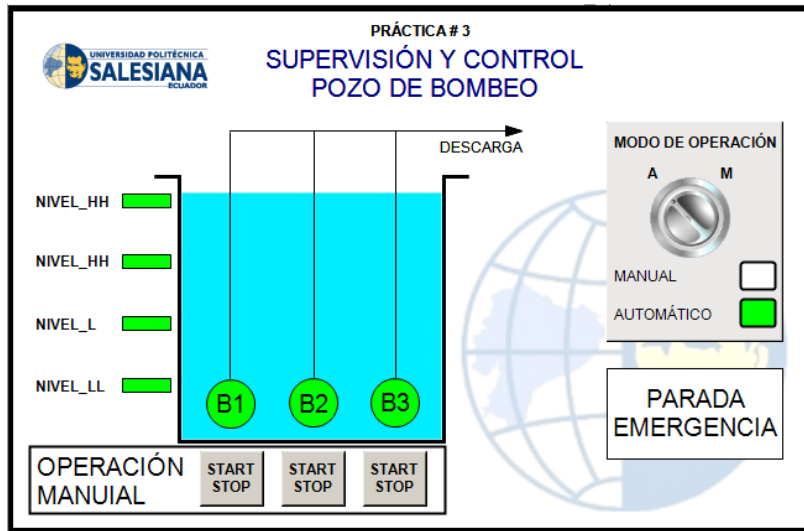 PRÁCTICA # 3
UNIVERSIDAD POLITÉCNICA
SALESIANA
ECUADOR
SUPERVISIÓN Y CONTROL
POZO DE BOMBEO
DESCARGA
MODO DE OPERACIÓN
A M
NIVEL_HH
NIVEL_HH
MANUAL
NIVEL_L
AUTOMÁTICO
NIVEL_LL
B1 B2 B3
PARADA
EMERGENCIA
OPERACIÓN
MANUIAL
START
STOP
START
STOP
START
STOP